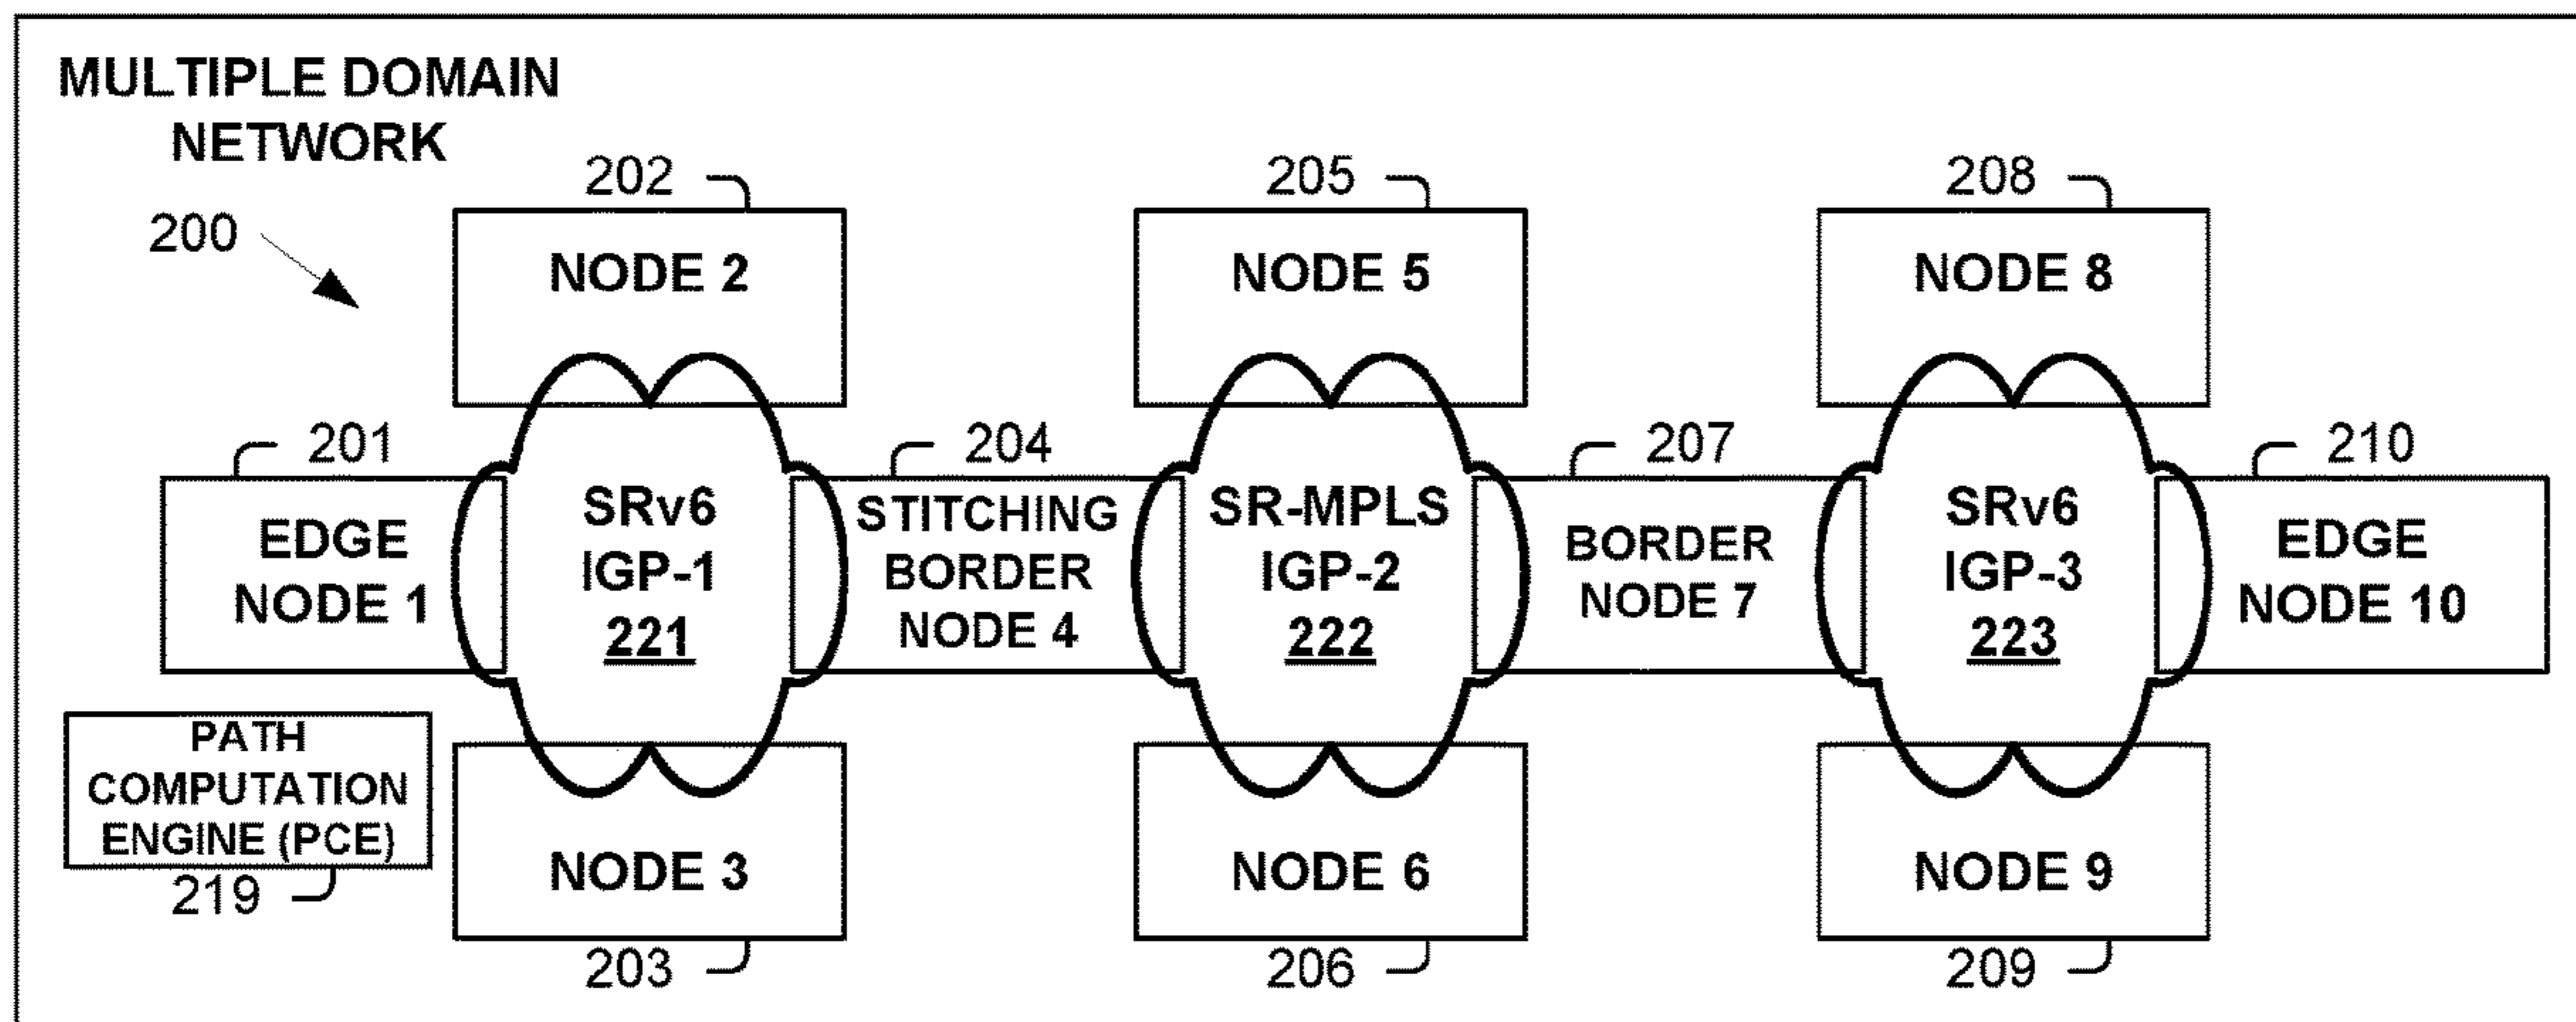 MULTIPLE DOMAIN
NETWORK
200
202
NODE 2
205
NODE 5
208
NODE 8
201
EDGE
NODE 1
SRv6
IGP-1
221
204
STITCHING
BORDER
NODE 4
SR-MPLS
IGP-2
222
207
BORDER
NODE 7
SRv6
IGP-3
223
210
EDGE
NODE 10
PATH
COMPUTATION
ENGINE (PCE)
219
NODE 3
203
NODE 6
206
NODE 9
209